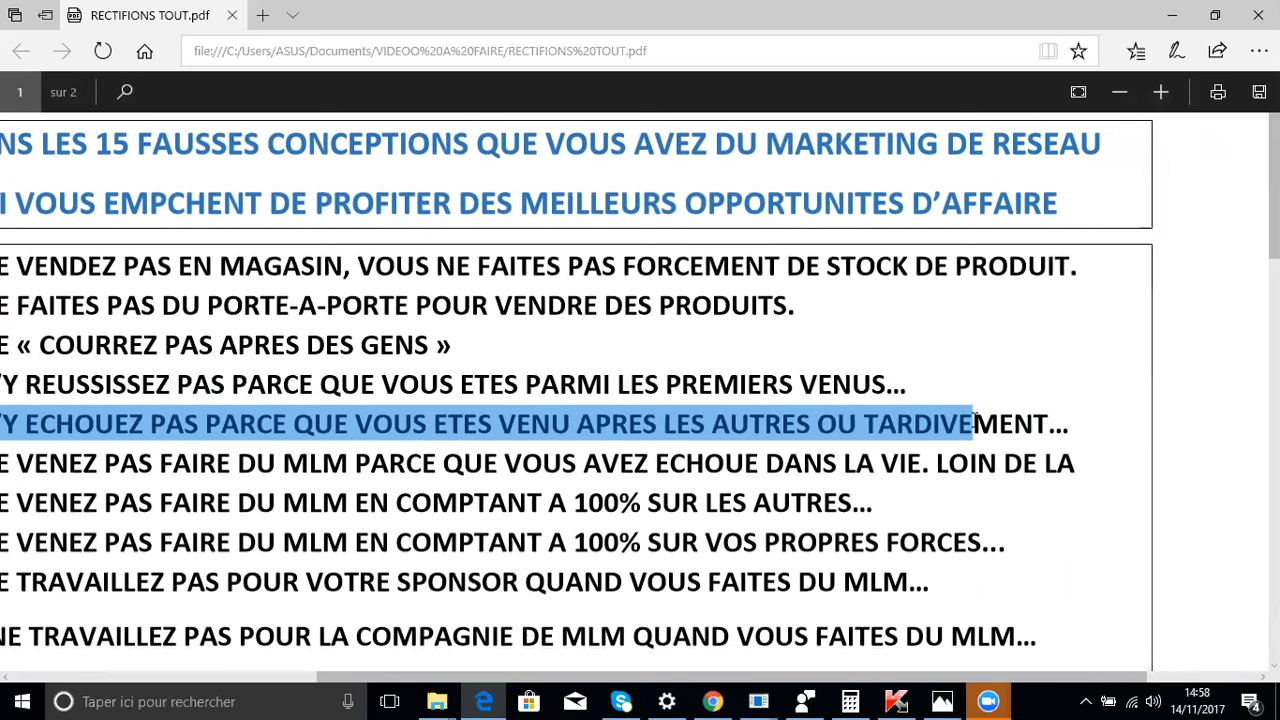 RECTIFIONS TOUT.pdf
file:///C:/Users/ASUS/Documents/VIDEOO%20A%20FAIRE/RECTIFIONS%20TOUT.pdf
1 sur 2
NS LES 15 FAUSSES CONCEPTIONS QUE VOUS AVEZ DU MARKETING DE RESEAU
I VOUS EMPCHENT DE PROFITER DES MEILLEURS OPPORTUNITES D’AFFAIRE
E VENDEZ PAS EN MAGASIN, VOUS NE FAITES PAS FORCEMENT DE STOCK DE PRODUIT.
E FAITES PAS DU PORTE-A-PORTE POUR VENDRE DES PRODUITS.
E « COURREZ PAS APRES DES GENS »
’Y REUSSISSEZ PAS PARCE QUE VOUS ETES PARMI LES PREMIERS VENUS…
’Y ECHOUEZ PAS PARCE QUE VOUS ETES VENU APRES LES AUTRES OU TARDIVEMENT…
E VENEZ PAS FAIRE DU MLM PARCE QUE VOUS AVEZ ECHOUE DANS LA VIE. LOIN DE LA
E VENEZ PAS FAIRE DU MLM EN COMPTANT A 100% SUR LES AUTRES…
E VENEZ PAS FAIRE DU MLM EN COMPTANT A 100% SUR VOS PROPRES FORCES...
E TRAVAILLEZ PAS POUR VOTRE SPONSOR QUAND VOUS FAITES DU MLM…
NE TRAVAILLEZ PAS POUR LA COMPAGNIE DE MLM QUAND VOUS FAITES DU MLM…
Taper ici pour rechercher
14:58
14/11/2017
4